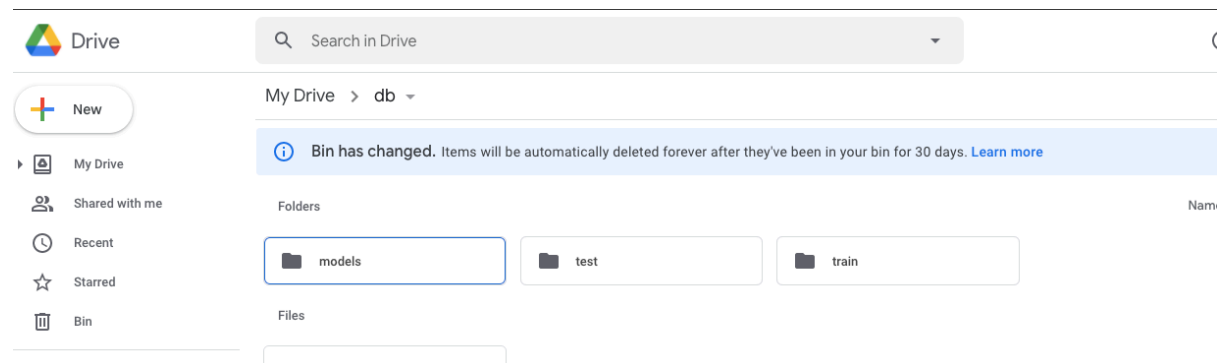 Drive
Search in Drive
New
My Drive > db
Bin has changed. Items will be automatically deleted forever after they've been in your bin for 30 days. Learn more
My Drive
Shared with me
Recent
Starred
Bin
Folders
models
test
train
Files